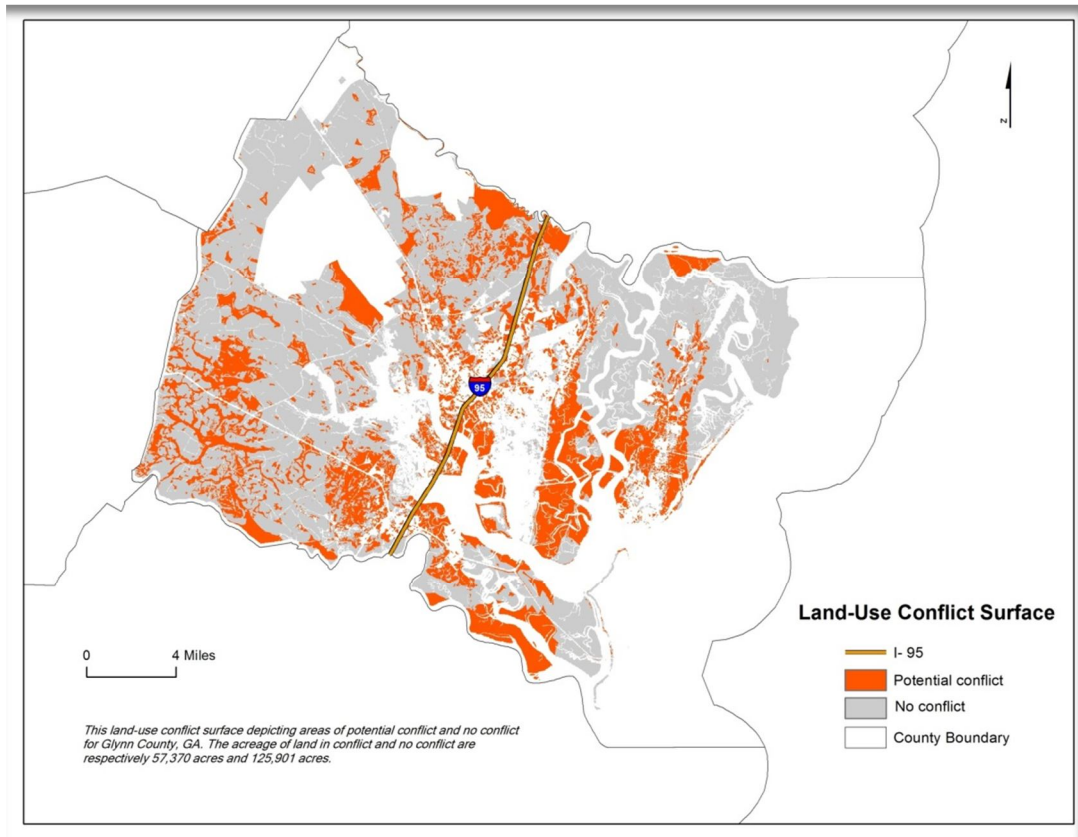 z
95
Land-Use Conflict Surface
I- 95
Potential conflict
No conflict
County Boundary
0 4 Miles
This land-use conflict surface depicting areas of potential conflict and no conflict
for Glynn County, GA. The acreage of land in conflict and no conflict are
respectively 57,370 acres and 125,901 acres.